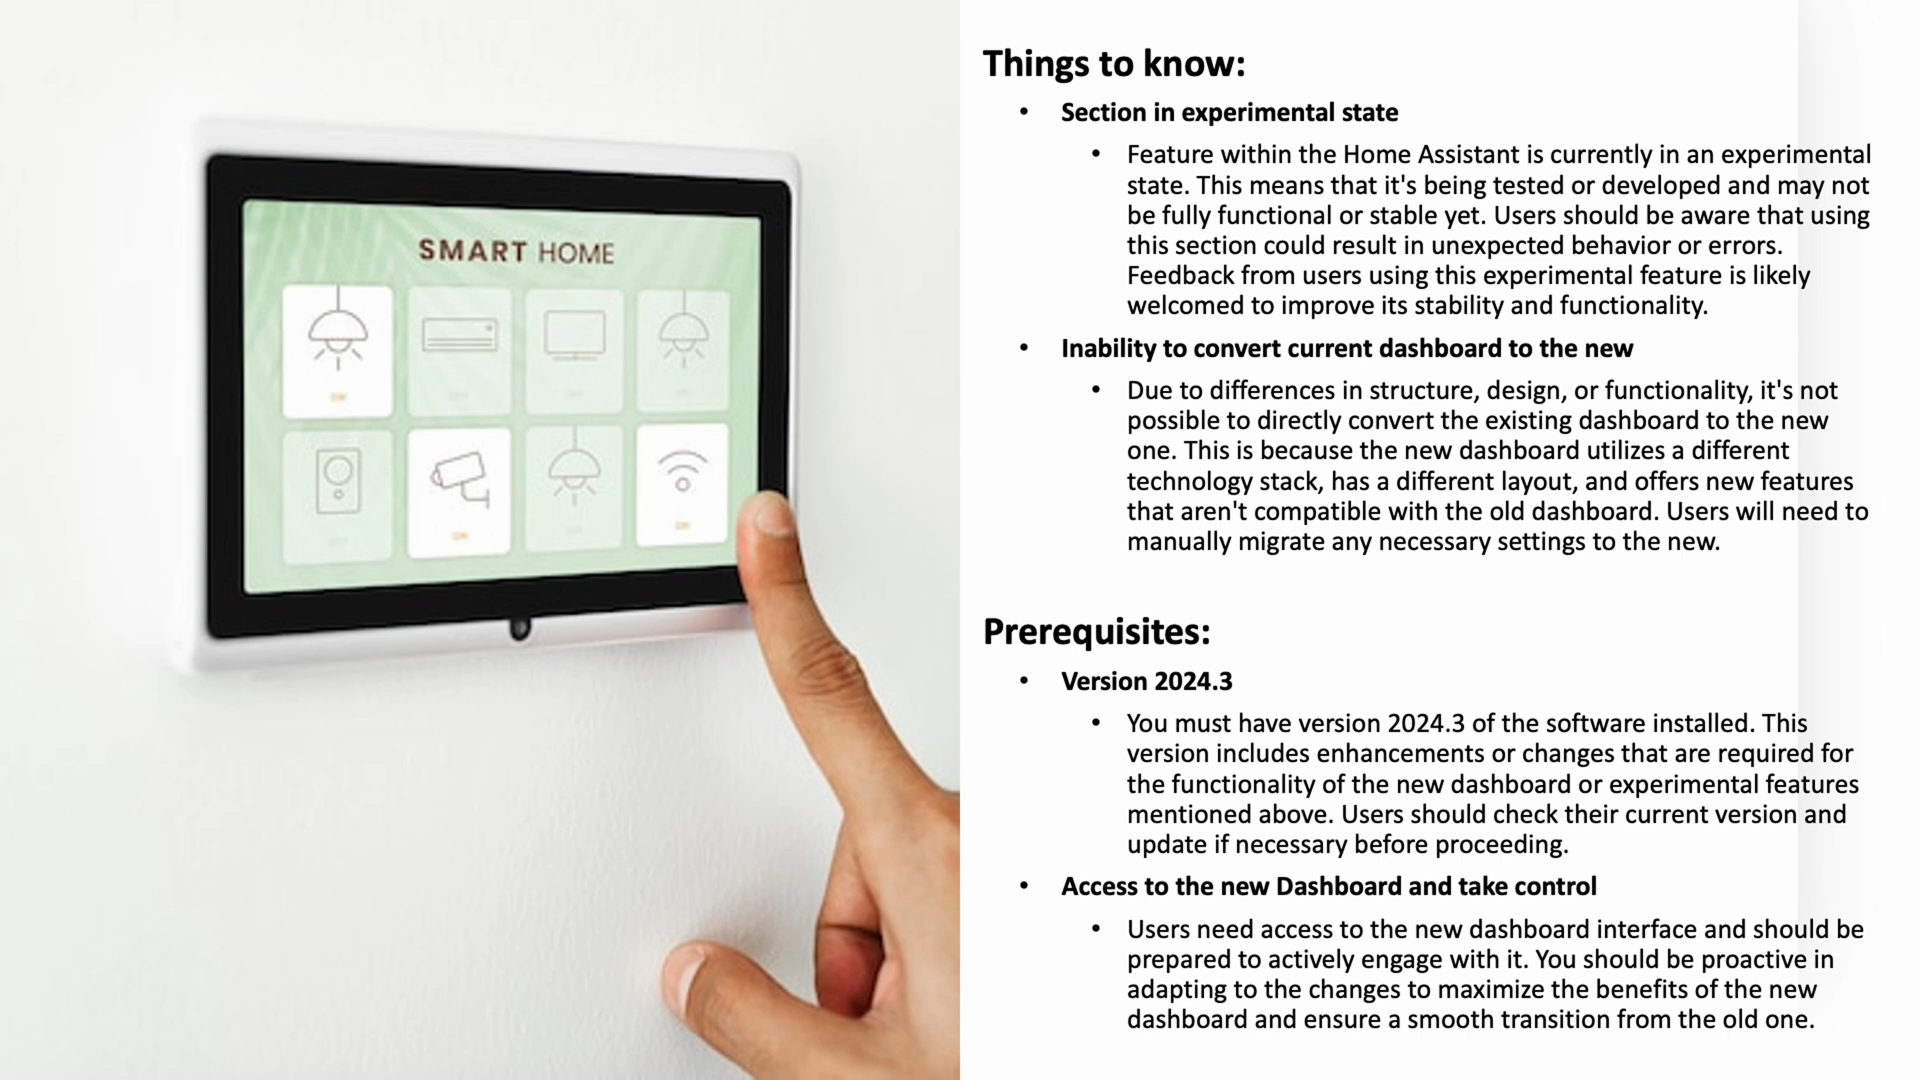 SMART HOME
Things to know:
• Section in experimental state
• Feature within the Home Assistant is currently in an experimental
state. This means that it's being tested or developed and may not
be fully functional or stable yet. Users should be aware that using
this section could result in unexpected behavior or errors.
Feedback from users using this experimental feature is likely
welcomed to improve its stability and functionality.
• Inability to convert current dashboard to the new
• Due to differences in structure, design, or functionality, it's not
possible to directly convert the existing dashboard to the new
one. This is because the new dashboard utilizes a different
technology stack, has a different layout, and offers new features
that aren't compatible with the old dashboard. Users will need to
manually migrate any necessary settings to the new.
Prerequisites:
• Version 2024.3
• You must have version 2024.3 of the software installed. This
version includes enhancements or changes that are required for
the functionality of the new dashboard or experimental features
mentioned above. Users should check their current version and
update if necessary before proceeding.
• Access to the new Dashboard and take control
• Users need access to the new dashboard interface and should be
prepared to actively engage with it. You should be proactive in
adapting to the changes to maximize the benefits of the new
dashboard and ensure a smooth transition from the old one.